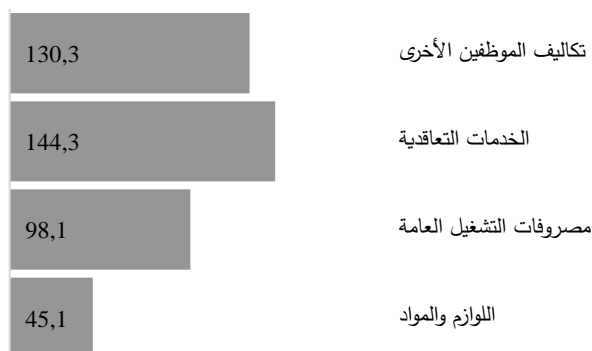 تكاليف الموظفين الأخرى
130,3
الخدمات التعاقدية
144,3
مصروفات التشغيل العامة
98,1
اللوازم والمواد
45,1